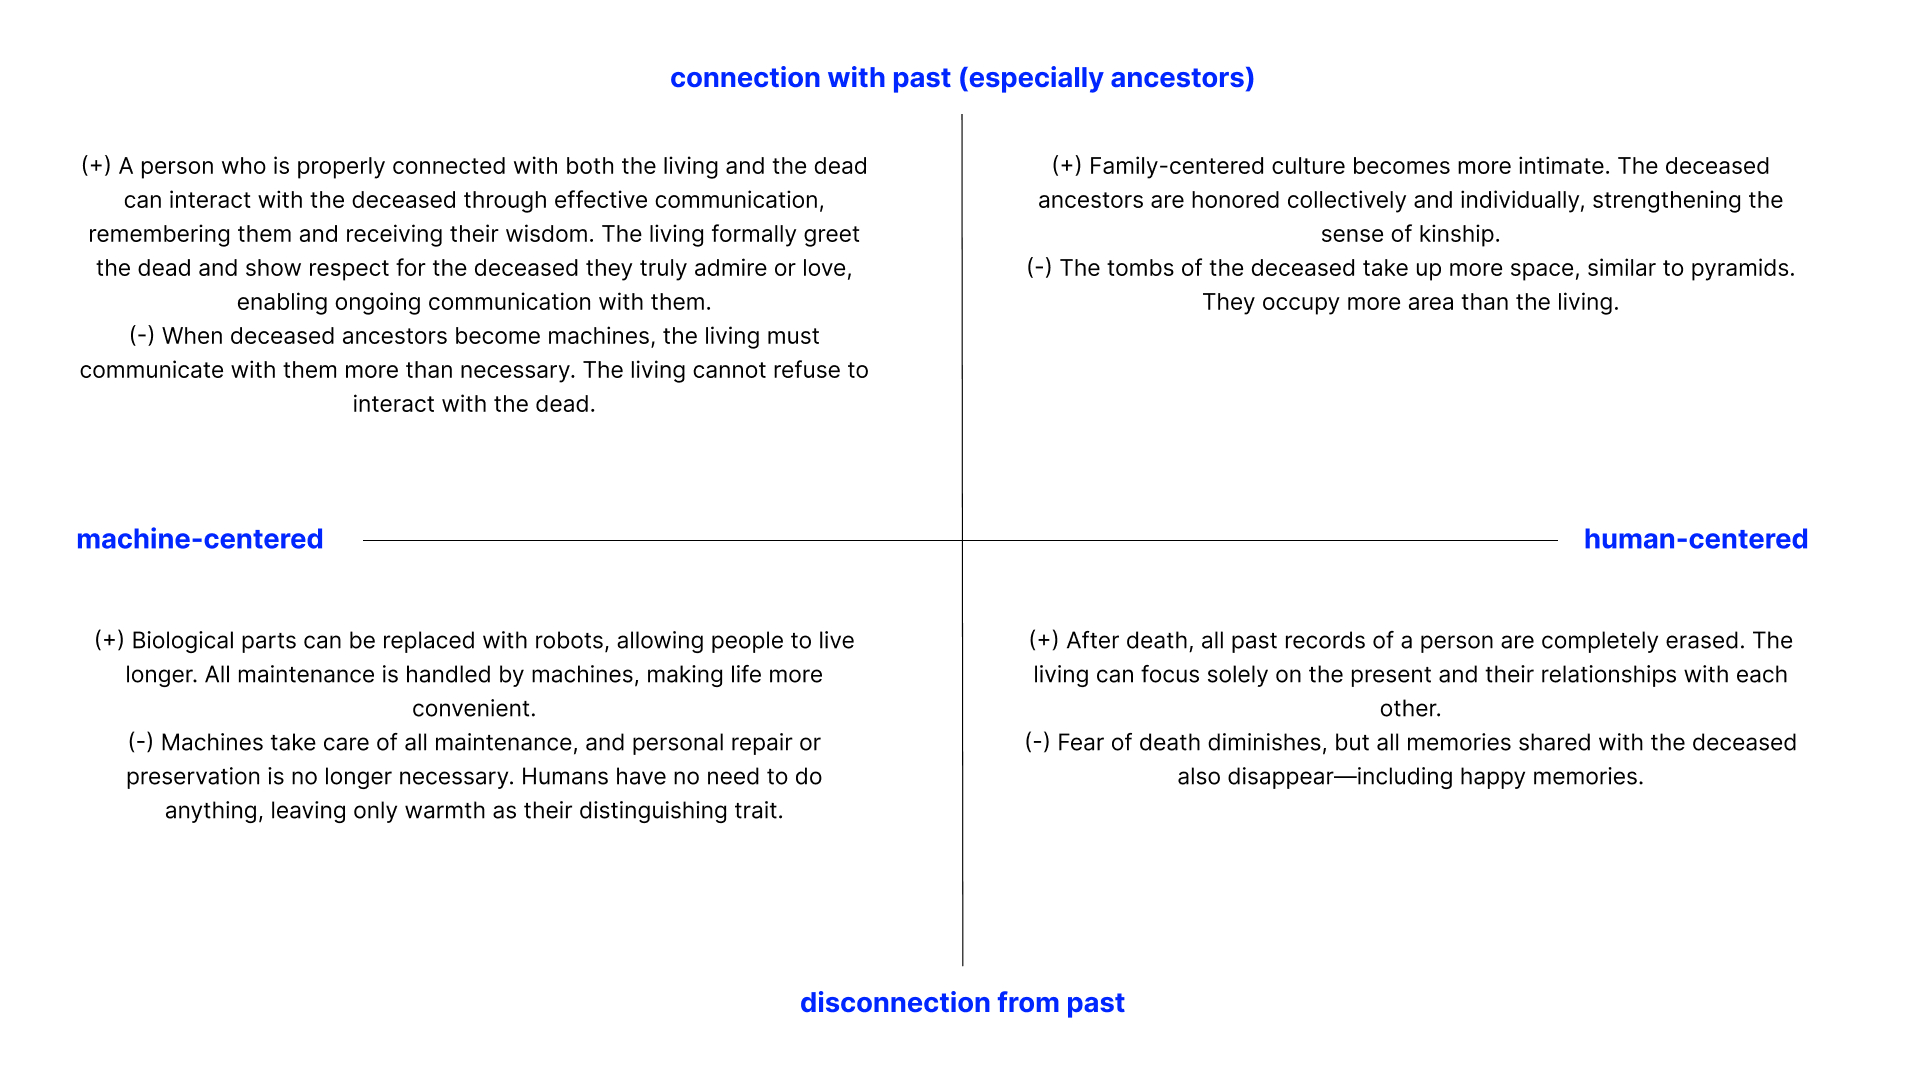 connection with past (especially ancestors)
(+) A person who is properly connected with both the living and the dead
can interact with the deceased through effective communication,
remembering them and receiving their wisdom. The living formally greet
the dead and show respect for the deceased they truly admire or love,
enabling ongoing communication with them.
(-) When deceased ancestors become machines, the living must
communicate with them more than necessary. The living cannot refuse to
interact with the dead.
(+) Family-centered culture becomes more intimate. The deceased
ancestors are honored collectively and individually, strengthening the
sense of kinship.
(-) The tombs of the deceased take up more space, similar to pyramids.
They occupy more area than the living.
machine-centered
human-centered
(+) Biological parts can be replaced with robots, allowing people to live
longer. All maintenance is handled by machines, making life more
convenient.
(-) Machines take care of all maintenance, and personal repair or
preservation is no longer necessary. Humans have no need to do
anything, leaving only warmth as their distinguishing trait.
(+) After death, all past records of a person are completely erased. The
living can focus solely on the present and their relationships with each
other.
(-) Fear of death diminishes, but all memories shared with the deceased
also disappear—including happy memories.
disconnection from past